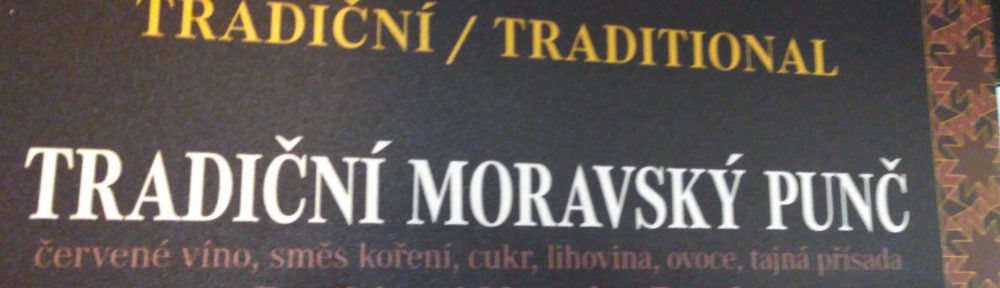 TRADIČNÍ / TRADITIONAL
TRADIČNÍ MORAVSKÝ PUNČ
červené víno, směs koření, cukr, lihovina, ovoce, tajná přísada